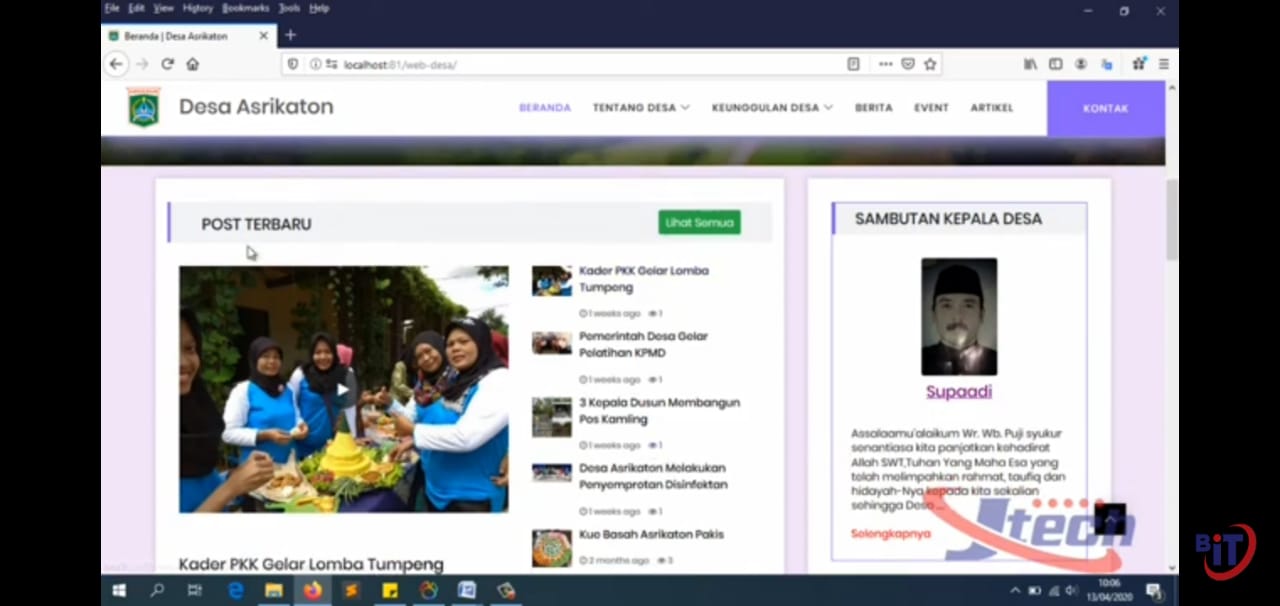 File Edit View History Bookmarks Tools Help
Beranda | Desa Asrikaton
localhost:81/web-desa/
Desa Asrikaton
BERANDA
TENTANG DESA
KEUNGGULAN DESA
BERITA
EVENT
ARTIKEL
KONTAK
POST TERBARU
Lihat Semua
Kader PKK Gelar Lomba
Tumpeng
1 weeks ago 1
Pemerintah Desa Gelar
Pelatihan KPMD
1 weeks ago 1
3 Kepala Dusun Membangun
Pos Kamling
1 weeks ago 1
Desa Asrikaton Melakukan
Penyemprotan Disinfektan
1 weeks ago 1
Kue Basah Asrikaton Pakis
2 months ago 3
Kader PKK Gelar Lomba Tumpeng
SAMBUTAN KEPALA DESA
Supaadi
Assalaamu'alaikum Wr. Wb. Puji syukur
senantiasa kita panjatkan kehadirat
Allah SWT,Tuhan Yang Maha Esa yang
telah melimpahkan rahmat, taufiq dan
hidayah-Nya kepada kita sekalian
sehingga Desa ...
Selengkapnya
Jtech
BiT
10:06
13/04/2020